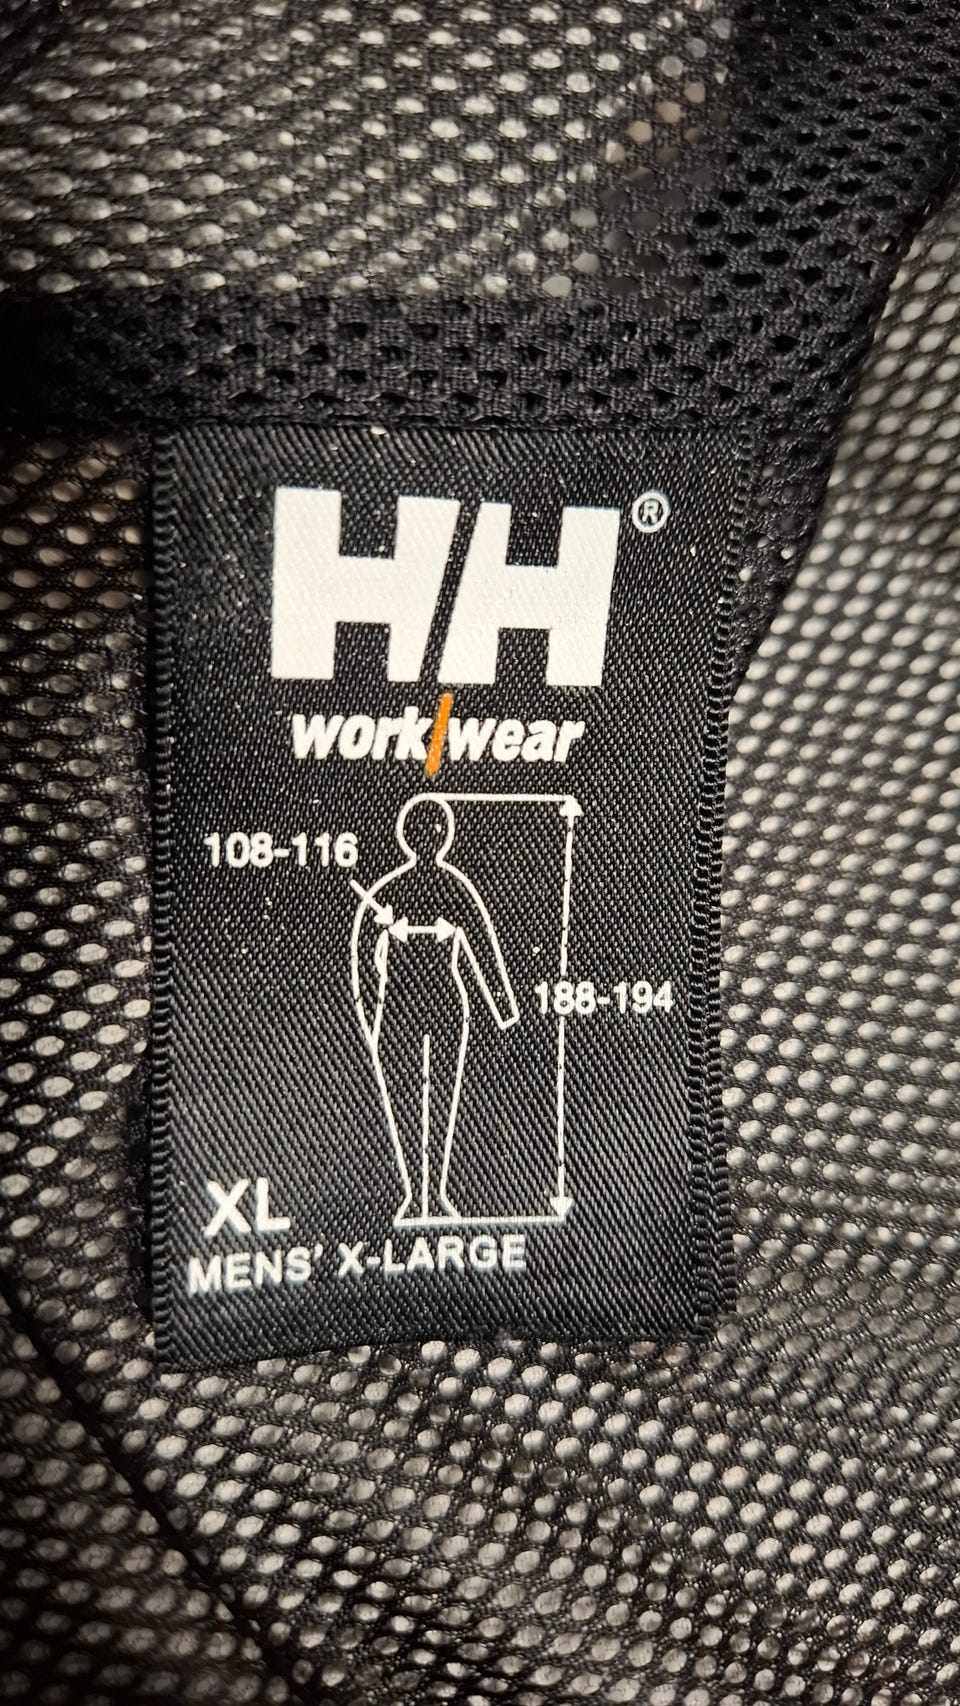 HH®
work/wear
108-116
188-194
XL
MENS' X-LARGE